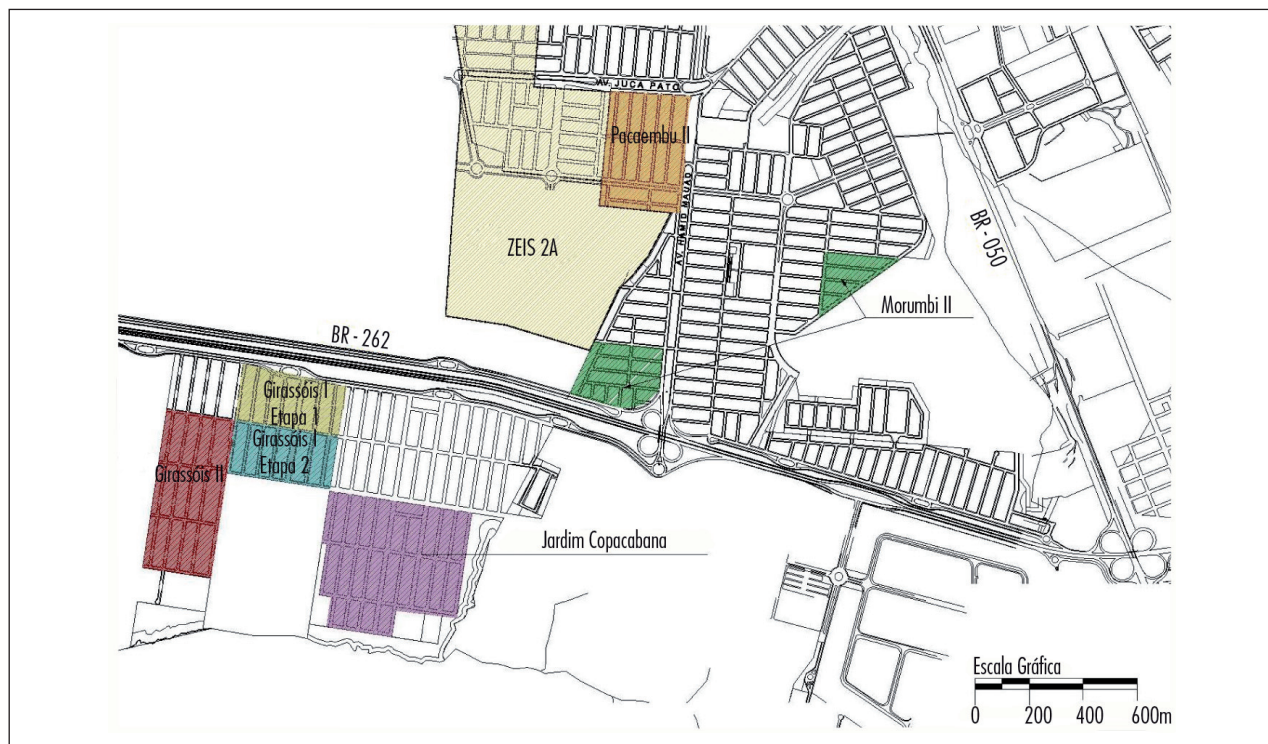 AV. JUCA PATO
Pacaembu II
AV. HAMID MAUAD
BR - 050
ZEIS 2A
Morumbi II
BR - 262
Girassóis I
Etapa 1
Girassóis I
Etapa 2
Girassóis II
Jardim Copacabana
Escala Gráfica
0 200 400 600m